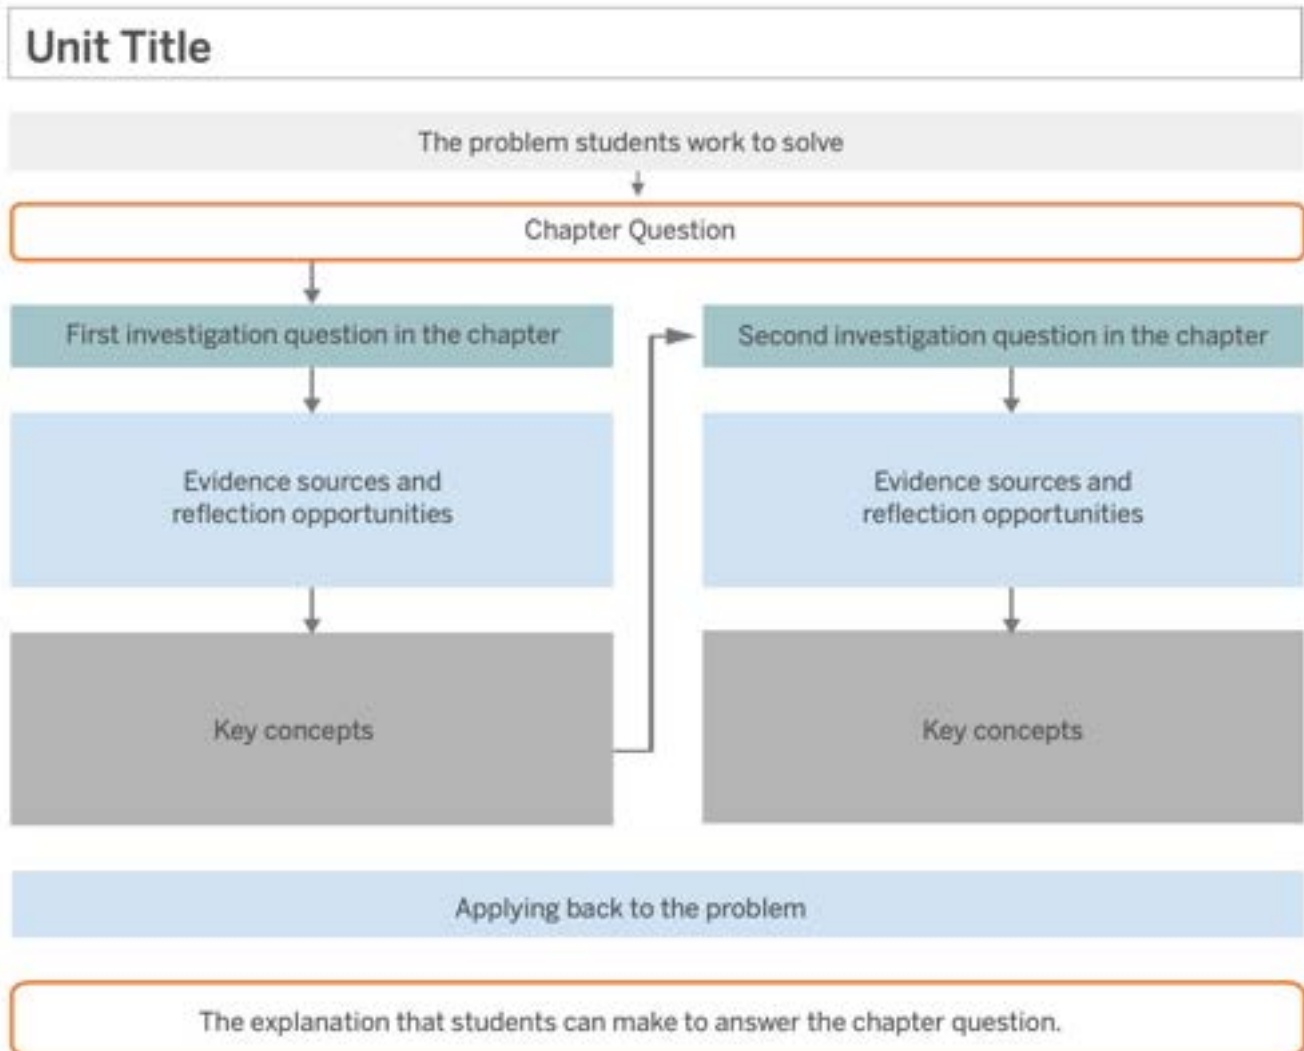 Unit Title
The problem students work to solve
Chapter Question
First investigation question in the chapter
Evidence sources and
reflection opportunities
Key concepts
Second investigation question in the chapter
Evidence sources and
reflection opportunities
Key concepts
Applying back to the problem
The explanation that students can make to answer the chapter question.